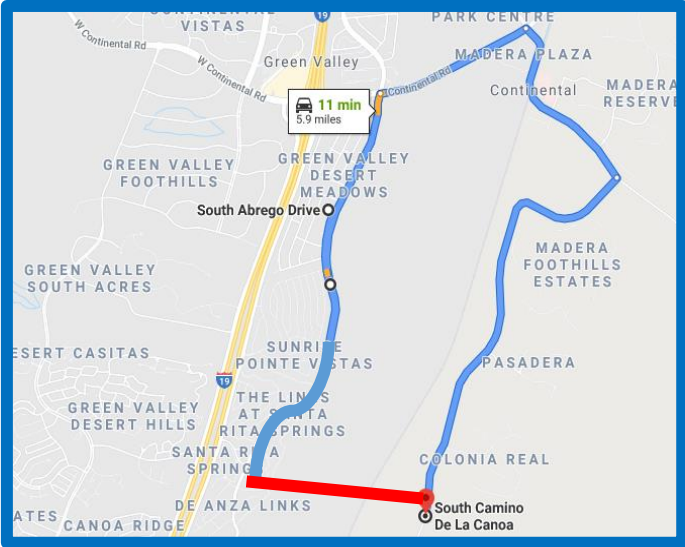 VISTAS
19
PARK CENTRE
W Continental Rd
Green Valley
MADERA PLAZA
W Continental Rd
Continental Rd
Continental
MADERA
RESERVE
11 min
5.9 miles
GREEN VALLEY
FOOTHILLS
GREEN VALLEY
DESERT
MEADOWS
South Abrego Drive
MADERA
FOOTHILLS
ESTATES
GREEN VALLEY
SOUTH ACRES
SUNRISE
POINTE VISTAS
ESERT CASITAS
PASADERA
19
THE LINKS
AT SANTA
RITA SPRINGS
GREEN VALLEY
DESERT HILLS
SANTA RITA
SPRINGS
COLONIA REAL
DE ANZA LINKS
South Camino
De La Canoa
ATES
CANOA RIDGE